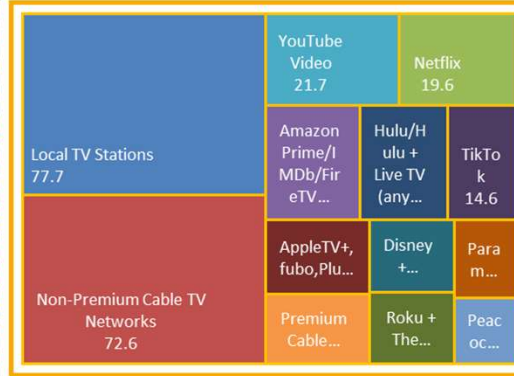 Local TV Stations
77.7
Non-Premium Cable TV
Networks
72.6
YouTube
Video
21.7
Netflix
19.6
Amazon
Prime/I
MDb/Fir
eTV...
Hulu/H
ulu +
Live TV
(any...
TikTo
k
14.6
AppleTV+,
fubo,Plu...
Disney
+...
Para
m...
Premium
Cable...
Roku +
The...
Peac
oc...